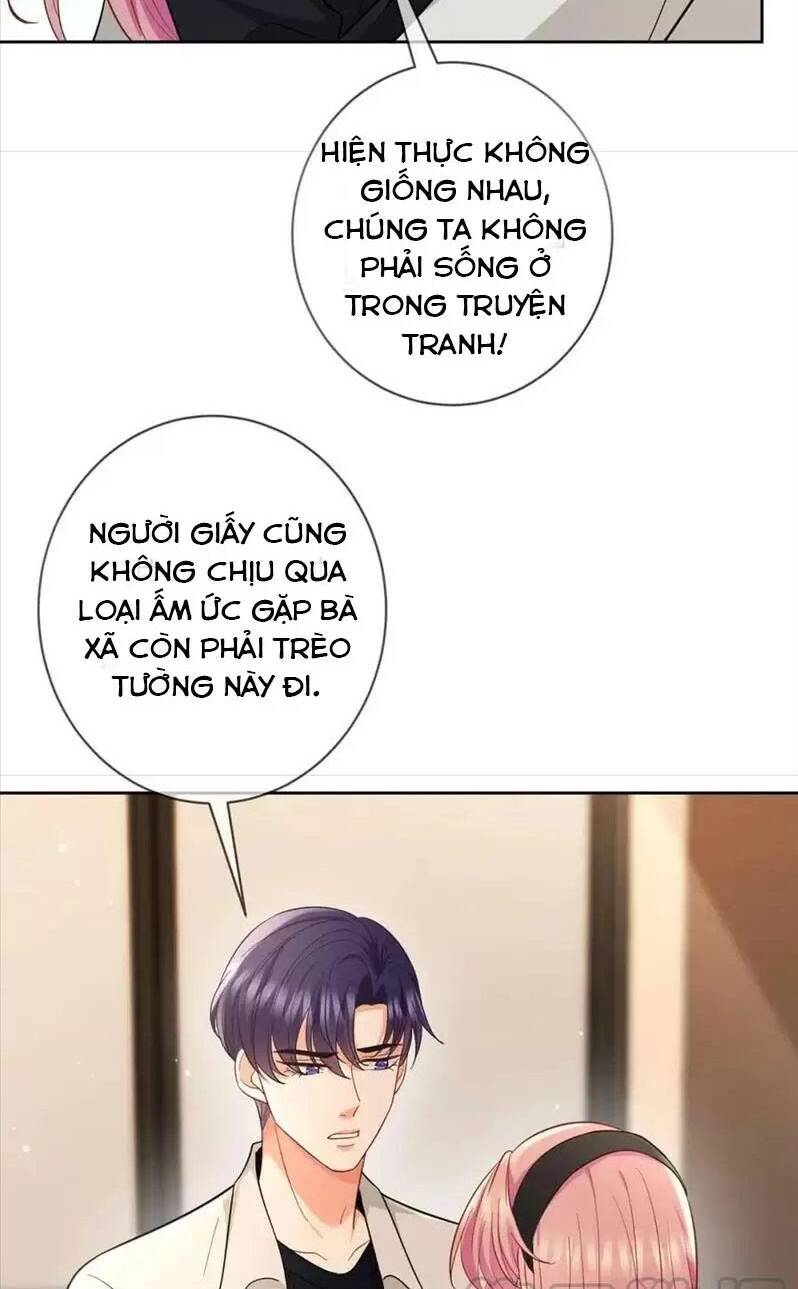 HIỆN THỰC KHÔNG
GIỐNG NHAU,
CHÚNG TA KHÔNG
PHẢI SỐNG Ở
TRONG TRUYỆN
TRANH!
NGƯỜI GIẤY CŨNG
KHÔNG CHỊU QUA
LOẠI ẤM ỨC GẶP BÀ
XÃ CÒN PHẢI TRÈO
TƯỜNG NÀY ĐI.